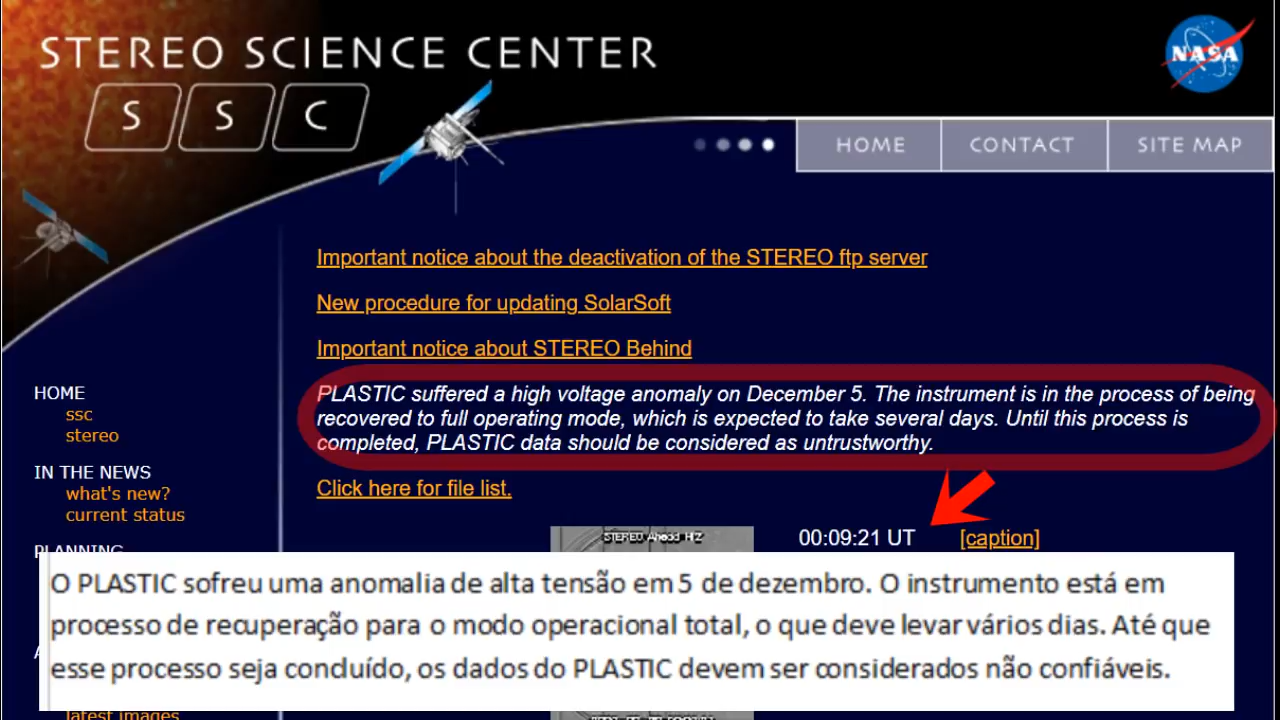 STEREO SCIENCE CENTER
S S C
NASA
HOME CONTACT SITE MAP
Important notice about the deactivation of the STEREO ftp server
New procedure for updating SolarSoft
Important notice about STEREO Behind
PLASTIC suffered a high voltage anomaly on December 5. The instrument is in the process of being
recovered to full operating mode, which is expected to take several days. Until this process is
completed, PLASTIC data should be considered as untrustworthy.
Click here for file list.
HOME
ssc
stereo
IN THE NEWS
what's new?
current status
PLANNING
STEREO Ahead HI2
00:09:21 UT [caption]
O PLASTIC sofreu uma anomalia de alta tensão em 5 de dezembro. O instrumento está em
processo de recuperação para o modo operacional total, o que deve levar vários dias. Até que
esse processo seja concluído, os dados do PLASTIC devem ser considerados não confiáveis.
latest images